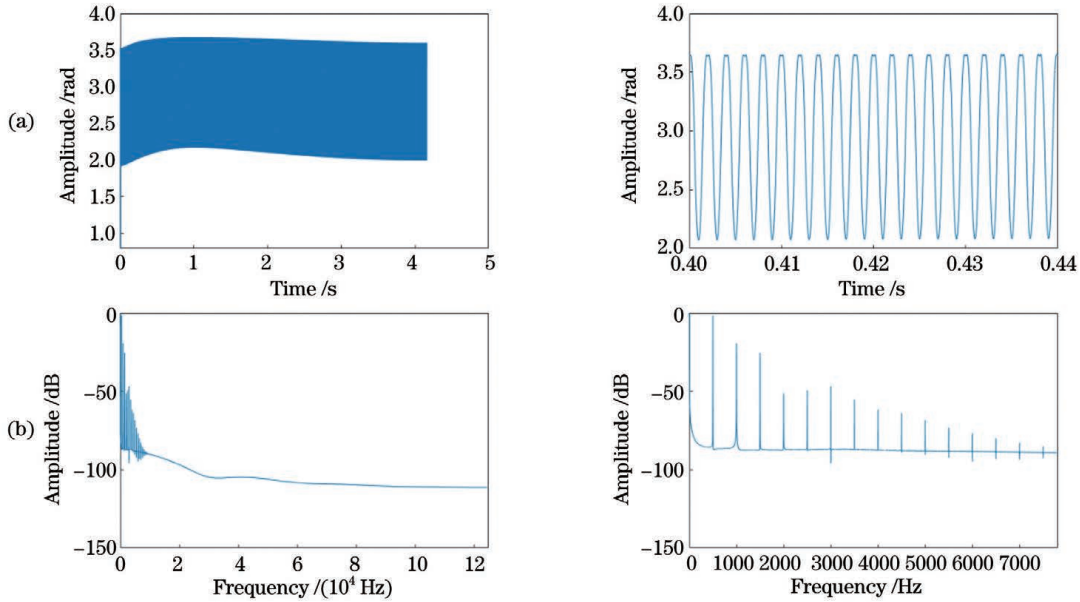 (a)
Amplitude /rad
4.0
3.5
3.0
2.5
2.0
1.5
1.0
0 1 2 3 4 5
Time /s
Amplitude /rad
4.0
3.5
3.0
2.5
2.0
0.40 0.41 0.42 0.43 0.44
Time /s
(b)
Amplitude /dB
0
−50
−100
−150
0 2 4 6 8 10 12
Frequency /(10⁴ Hz)
Amplitude /dB
0
−50
−100
−150
0 1000 2000 3000 4000 5000 6000 7000
Frequency /Hz